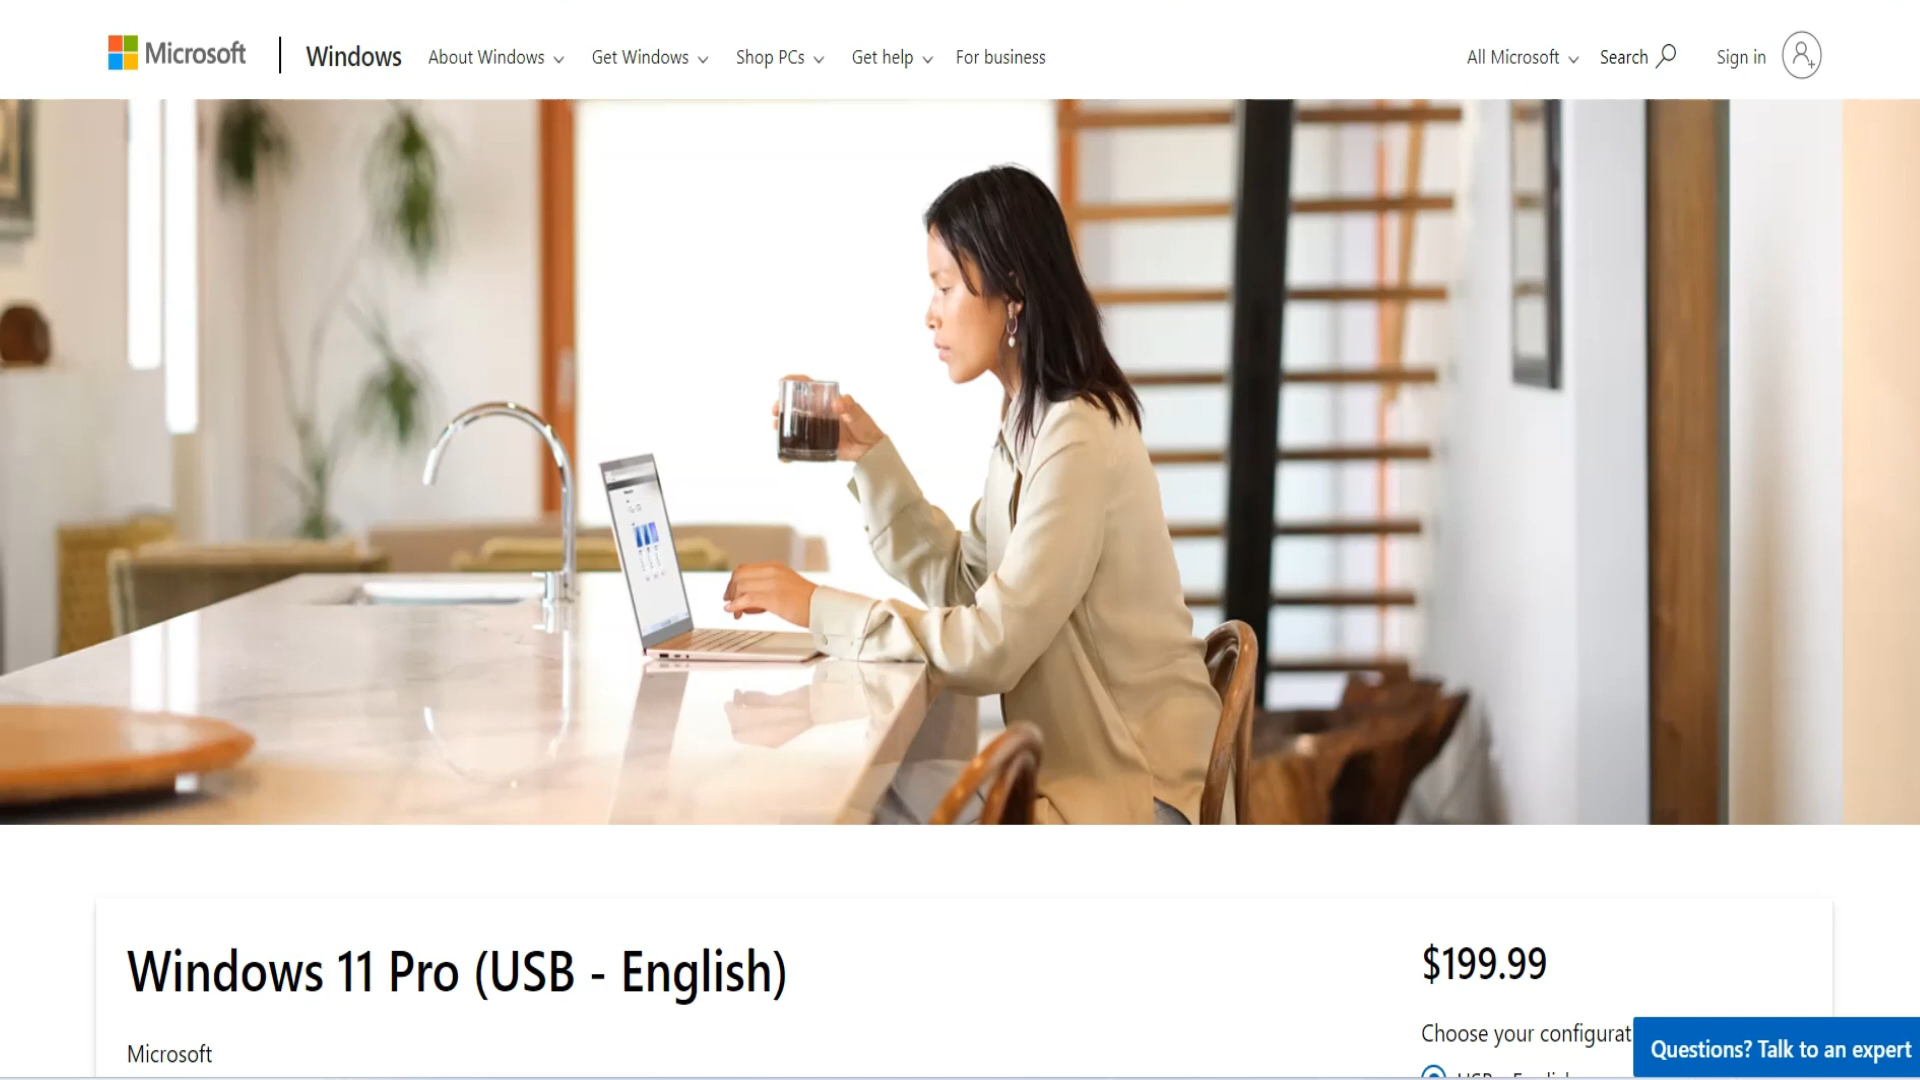 Microsoft
Windows
About Windows
Get Windows
Shop PCs
Get help
For business
All Microsoft
Search
Sign in
Windows 11 Pro (USB - English)
$199.99
Microsoft
Choose your configurat
Questions? Talk to an expert